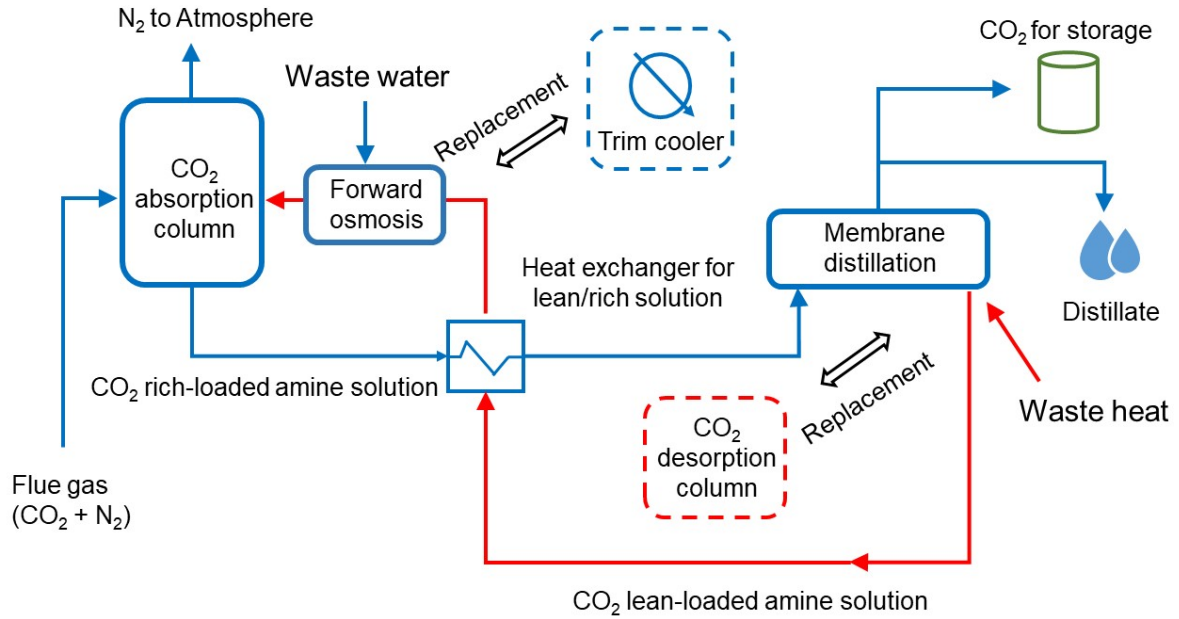 N₂ to Atmosphere
Waste water
Replacement
Trim cooler
CO₂ for storage
CO₂
absorption
column
Forward
osmosis
Membrane
distillation
Heat exchanger for
lean/rich solution
Distillate
CO₂ rich-loaded amine solution
Replacement
Waste heat
CO₂
desorption
column
Flue gas
(CO₂ + N₂)
CO₂ lean-loaded amine solution